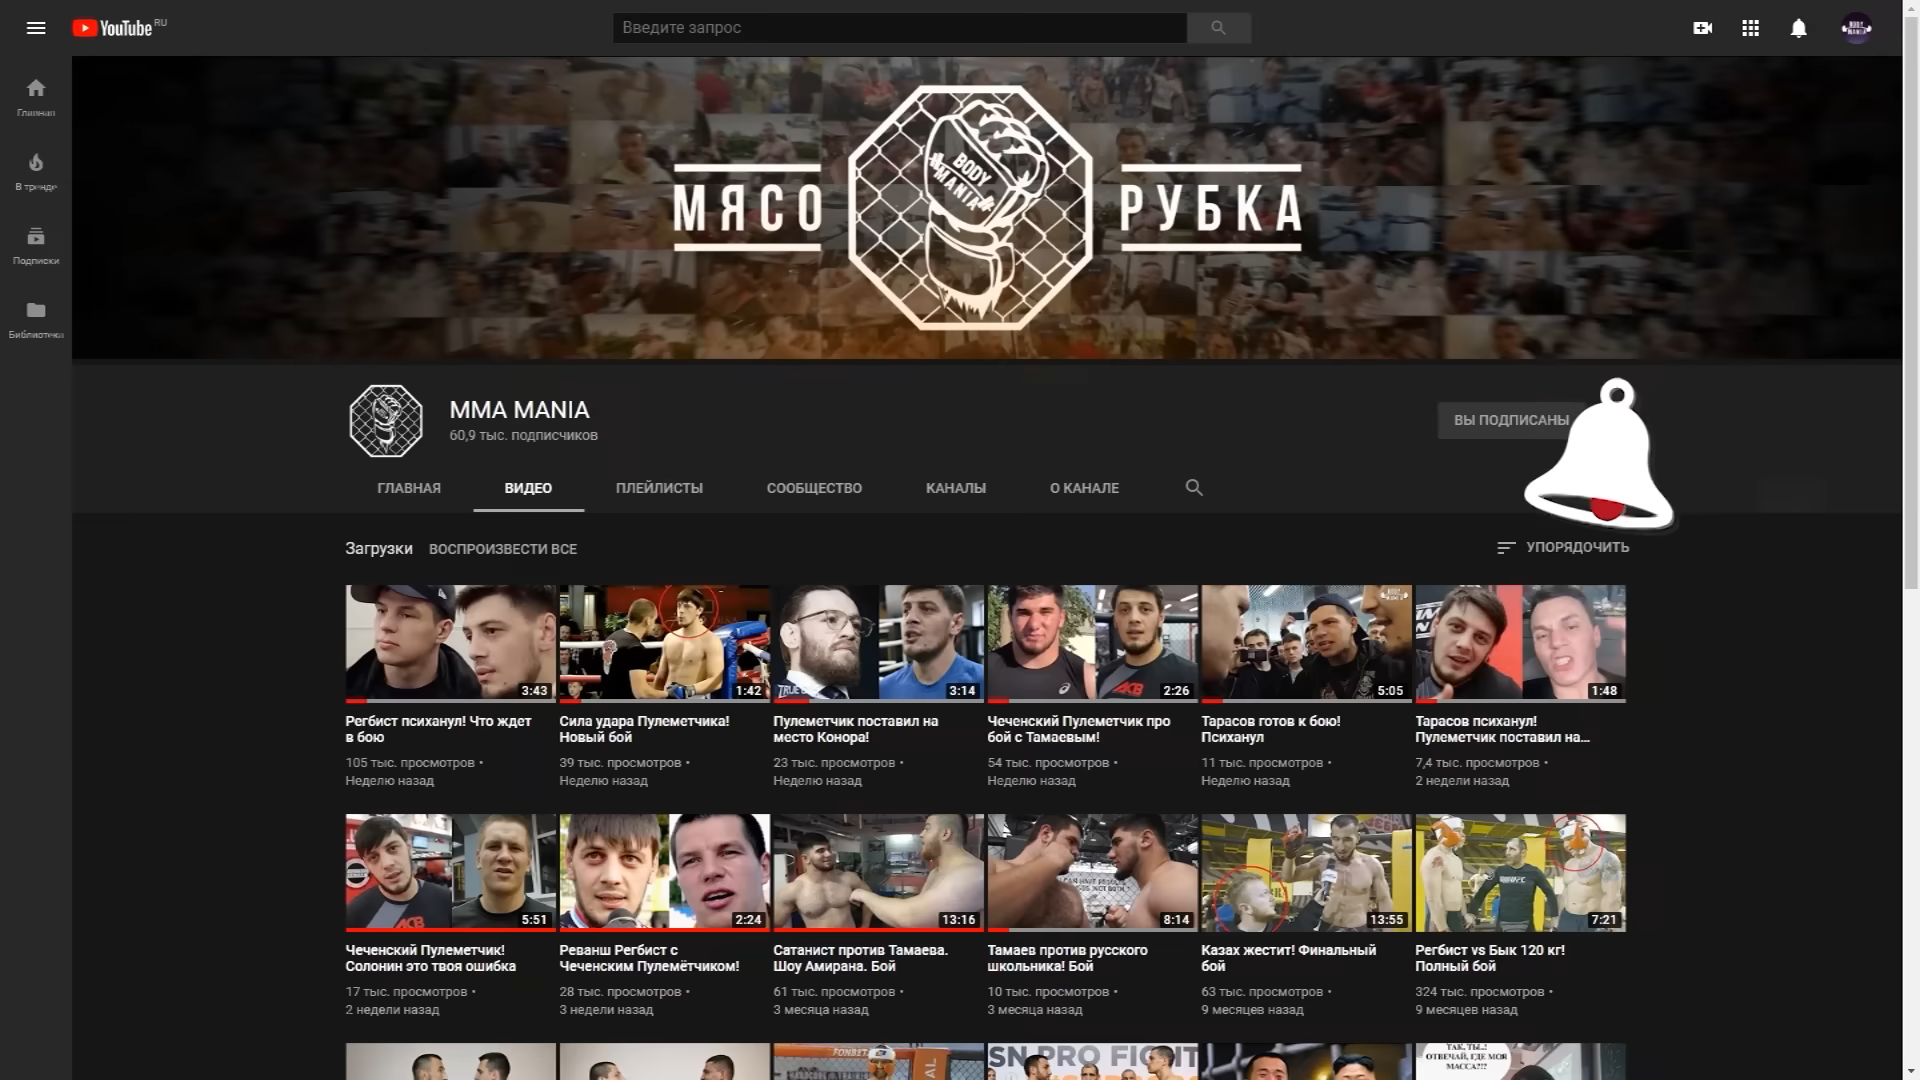 YouTube RU
Введите запрос
Главная
В тренде
Подписки
Библиотека
МЯСО
BODY
MANIA
РУБКА
MMA MANIA
60,9 тыс. подписчиков
ВЫ ПОДПИСАНЫ
ГЛАВНАЯ ВИДЕО ПЛЕЙЛИСТЫ СООБЩЕСТВО КАНАЛЫ О КАНАЛЕ
Загрузки ВОСПРОИЗВЕСТИ ВСЕ УПОРЯДОЧИТЬ
3:43
Регбист психанул! Что ждет
в бою
105 тыс. просмотров •
Неделю назад
1:42
Сила удара Пулеметчика!
Новый бой
39 тыс. просмотров •
Неделю назад
3:14
Пулеметчик поставил на
место Конора!
23 тыс. просмотров •
Неделю назад
ACB
2:26
Чеченский Пулеметчик про
бой с Тамаевым!
54 тыс. просмотров •
Неделю назад
5:05
Тарасов готов к бою!
Психанул
11 тыс. просмотров •
Неделю назад
1:48
Тарасов психанул!
Пулеметчик поставил на...
7,4 тыс. просмотров •
2 недели назад
ACB
5:51
Чеченский Пулеметчик!
Солонин это твоя ошибка
17 тыс. просмотров •
2 недели назад
2:24
Реванш Регбист с
Чеченским Пулемётчиком!
28 тыс. просмотров •
3 недели назад
13:16
Сатанист против Тамаева.
Шоу Амирана. Бой
61 тыс. просмотров •
3 месяца назад
8:14
Тамаев против русского
школьника! Бой
10 тыс. просмотров •
3 месяца назад
13:55
Казах жестит! Финальный
бой
63 тыс. просмотров •
9 месяцев назад
7:21
Регбист vs Бык 120 кг!
Полный бой
324 тыс. просмотров •
9 месяцев назад
FONBET
SN PRO FIGHT
ТАК, ТЫ..!
ОТВЕЧАЙ, ГДЕ МОЯ
МАССА???